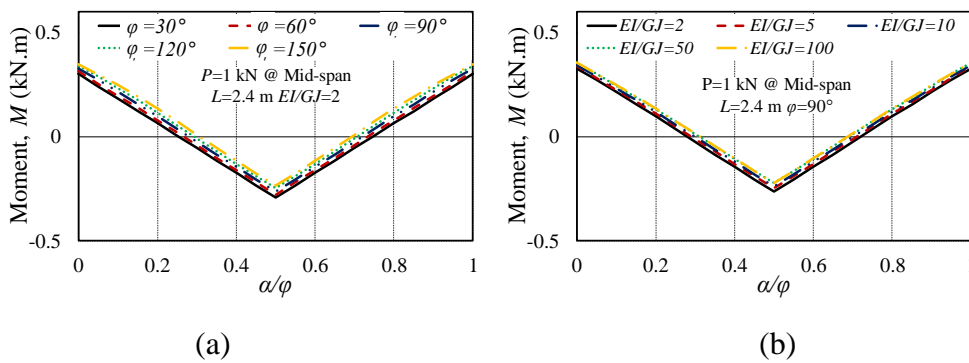 0.5
φ =30° φ =60° φ =90°
φ =120° φ =150°
P=1 kN @ Mid-span
L=2.4 m EI/GJ=2
Moment, M (kN.m)
0
-0.5
0 0.2 0.4 0.6 0.8 1
α/φ
(a)
0.5
EI/GJ=2 EI/GJ=5 EI/GJ=10
EI/GJ=50 EI/GJ=100
P=1 kN @ Mid-span
L=2.4 m φ=90°
Moment, M (kN.m)
0
-0.5
0 0.2 0.4 0.6 0.8 1
α/φ
(b)